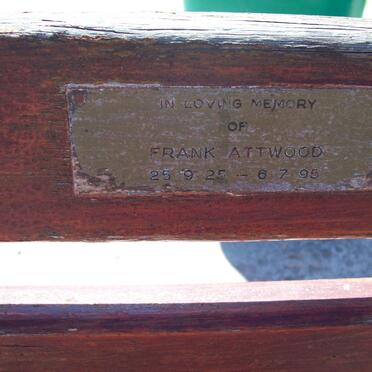 IN LOVING MEMORY
OF
FRANK ATTWOOD
25 9 25 - 6 7 95